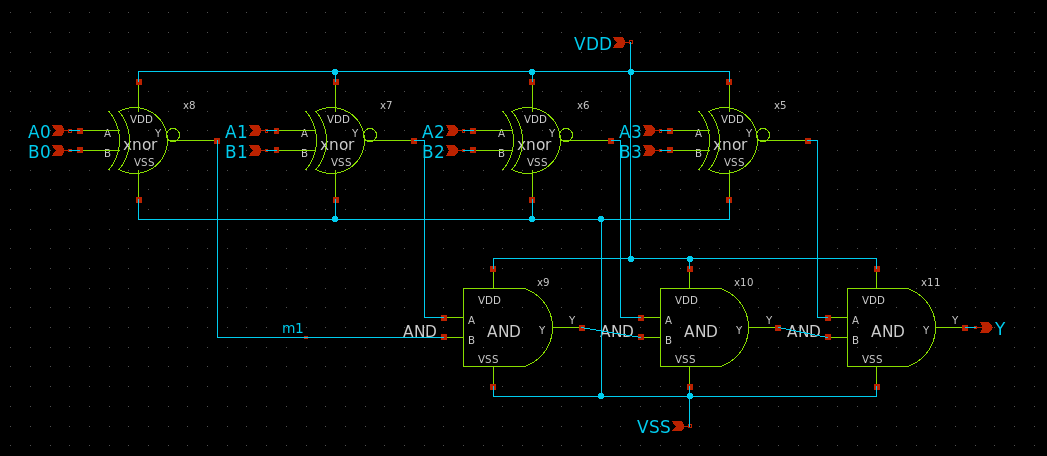 VDD
x8
x7
x6
x5
A0
B0
A
B
VDD
xnor
VSS
Y
A1
B1
A
B
VDD
xnor
VSS
Y
A2
B2
A
B
VDD
xnor
VSS
Y
A3
B3
A
B
VDD
xnor
VSS
Y
m1
x9
AND
VDD
A
B
AND
VSS
Y
Y
x10
AND
VDD
A
B
AND
VSS
Y
Y
x11
AND
VDD
A
B
AND
VSS
Y
Y
Y
VSS